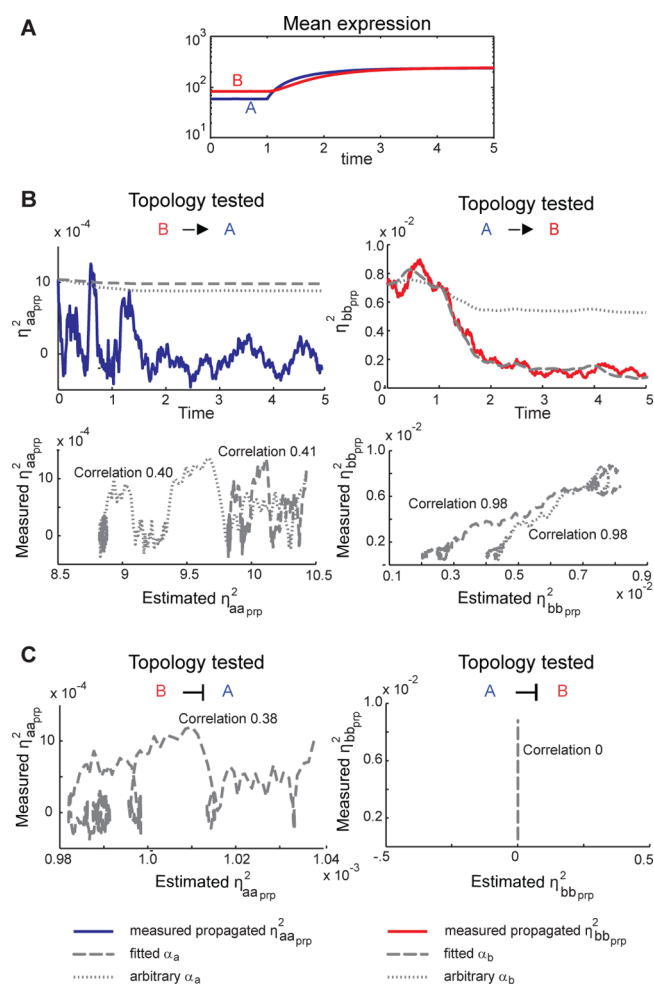 A
Mean expression
10³
10²
10¹
B
A
0 1 2 3 4 5
time
B
Topology tested
B A
x 10⁻⁴
10
0
η²aa prp
0 1 2 3 4 5
Time
Topology tested
A B
x 10⁻²
1.0
0.8
0.6
0.4
0.2
0
η²bb prp
0 1 2 3 4 5
Time
x 10⁻⁴
10
0
Measured η²aa prp
Correlation 0.40
Correlation 0.41
8.5 9 9.5 10 10.5
Estimated η²aa prp
x 10⁻²
1.0
0.6
0.2
Measured η²bb prp
Correlation 0.98
Correlation 0.98
0.1 0.3 0.5 0.7 0.9
x 10⁻²
Estimated η²bb prp
C
Topology tested
B A
x 10⁻⁴
10
0
Measured η²aa prp
Correlation 0.38
0.98 1.0 1.02 1.04
x 10⁻³
Estimated η²aa prp
Topology tested
A B
x 10⁻²
1.0
0.8
0.6
0.4
0.2
Measured η²bb prp
Correlation 0
-.5 0 0.5
Estimated η²bb prp
measured propagated η²aa prp
fitted αa
arbitrary αa
measured propagated η²bb prp
fitted αb
arbitrary αb